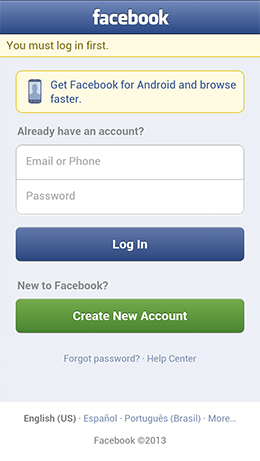 facebook
You must log in first.
Get Facebook for Android and browse
faster.
Already have an account?
Email or Phone
Password
Log In
New to Facebook?
Create New Account
Forgot password? · Help Center
English (US) · Español · Português (Brasil) · More...
Facebook ©2013